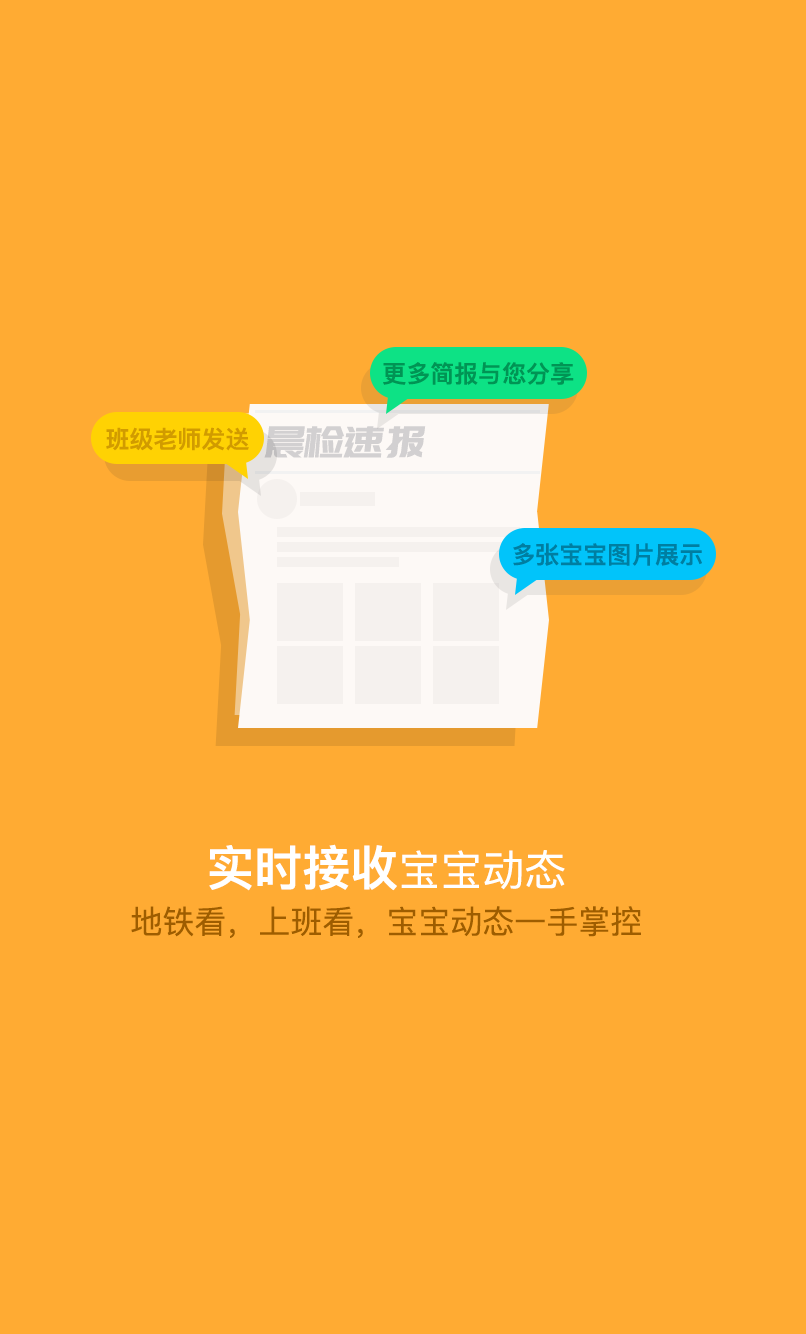 更多简报与您分享
班级老师发送
晨检速报
多张宝宝图片展示
实时接收宝宝动态
地铁看，上班看，宝宝动态一手掌控